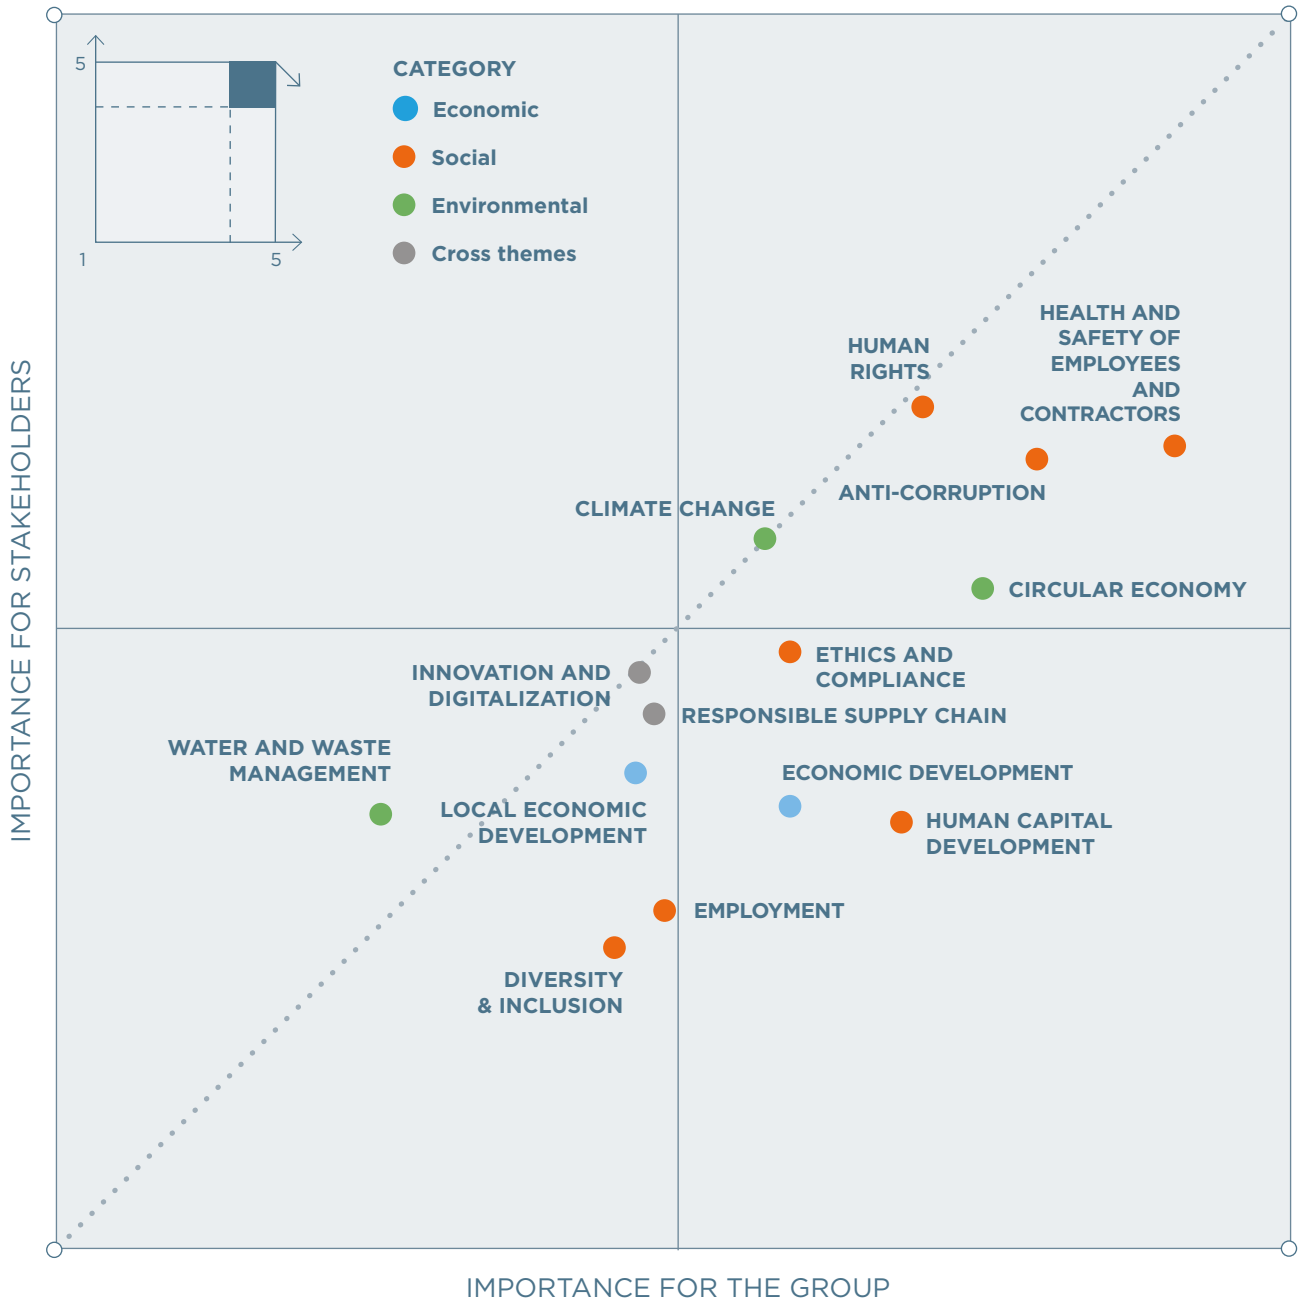 5
1
5
CATEGORY
Economic
Social
Environmental
Cross themes
IMPORTANCE FOR STAKEHOLDERS
HUMAN
RIGHTS
HEALTH AND
SAFETY OF
EMPLOYEES
AND
CONTRACTORS
ANTI-CORRUPTION
CLIMATE CHANGE
CIRCULAR ECONOMY
ETHICS AND
COMPLIANCE
INNOVATION AND
DIGITALIZATION
RESPONSIBLE SUPPLY CHAIN
WATER AND WASTE
MANAGEMENT
ECONOMIC DEVELOPMENT
LOCAL ECONOMIC
DEVELOPMENT
HUMAN CAPITAL
DEVELOPMENT
EMPLOYMENT
DIVERSITY
& INCLUSION
IMPORTANCE FOR THE GROUP